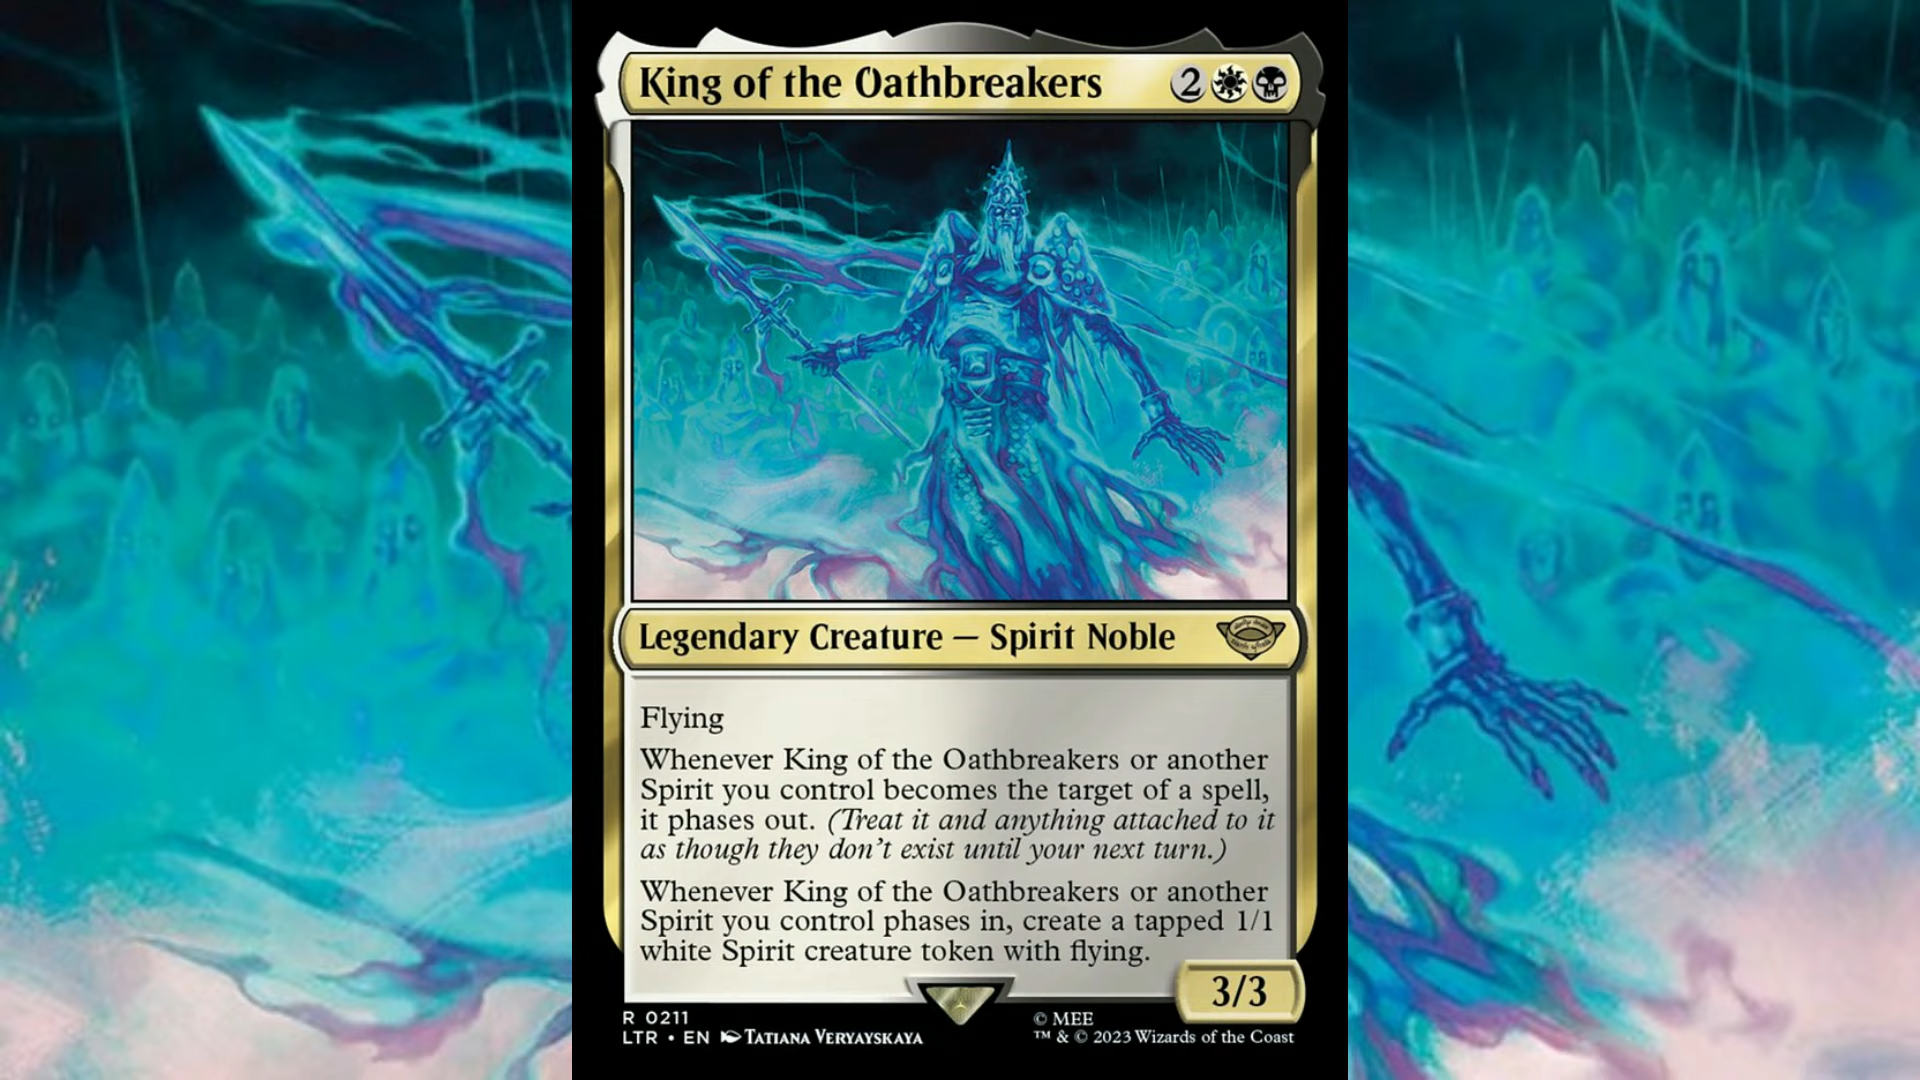 King of the Oathbreakers 2
Legendary Creature — Spirit Noble
Flying
Whenever King of the Oathbreakers or another
Spirit you control becomes the target of a spell,
it phases out. (Treat it and anything attached to it
as though they don't exist until your next turn.)
Whenever King of the Oathbreakers or another
Spirit you control phases in, create a tapped 1/1
white Spirit creature token with flying.
3/3
R 0211
LTR • EN TATIANA VERYAYSKAYA
© MEE
™ & © 2023 Wizards of the Coast